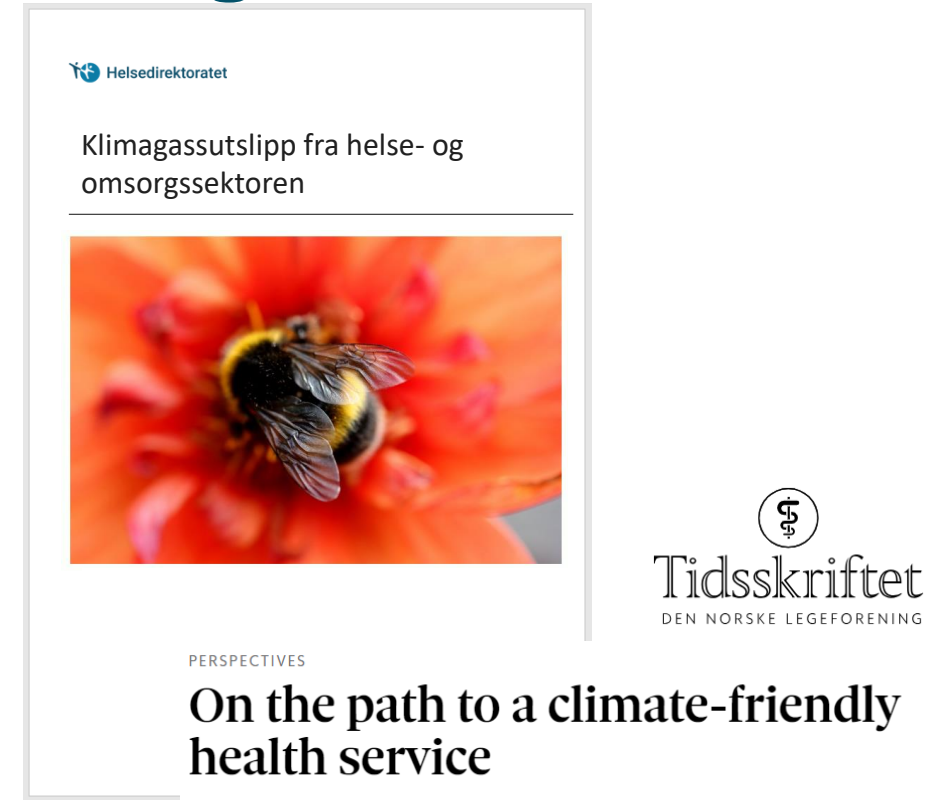 Helsedirektoratet
Klimagassutslipp fra helse- og
omsorgssektoren
Tidsskriftet
DEN NORSKE LEGEFORENING
PERSPECTIVES
On the path to a climate-friendly
health service